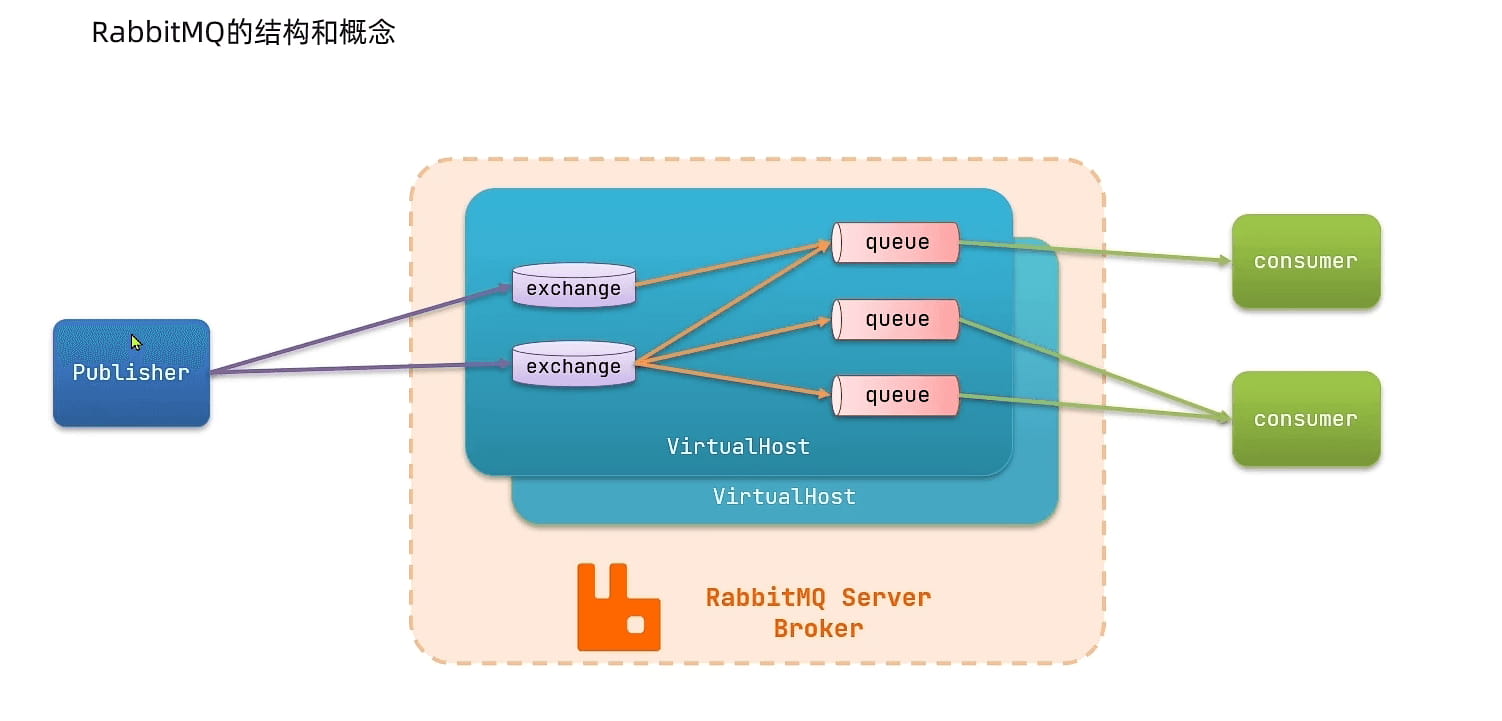 RabbitMQ的结构和概念
Publisher
exchange
exchange
queue
queue
queue
VirtualHost
VirtualHost
RabbitMQ Server
Broker
consumer
consumer